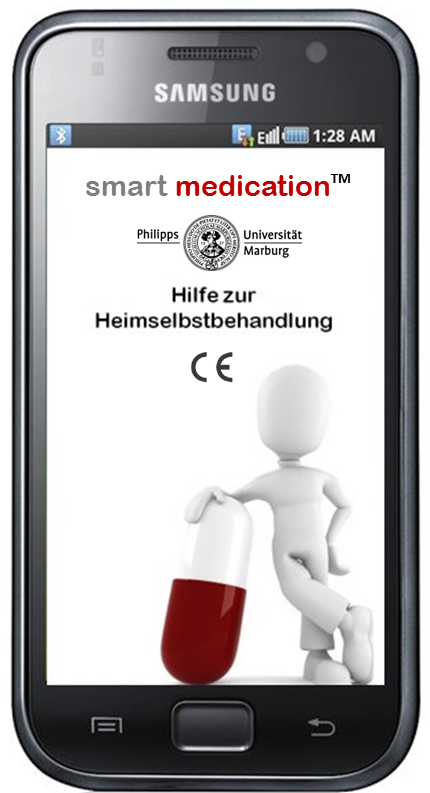 SAMSUNG
E 1:28 AM
smart medication™
Philipps Universität
Marburg
Hilfe zur
Heimselbstbehandlung
CE